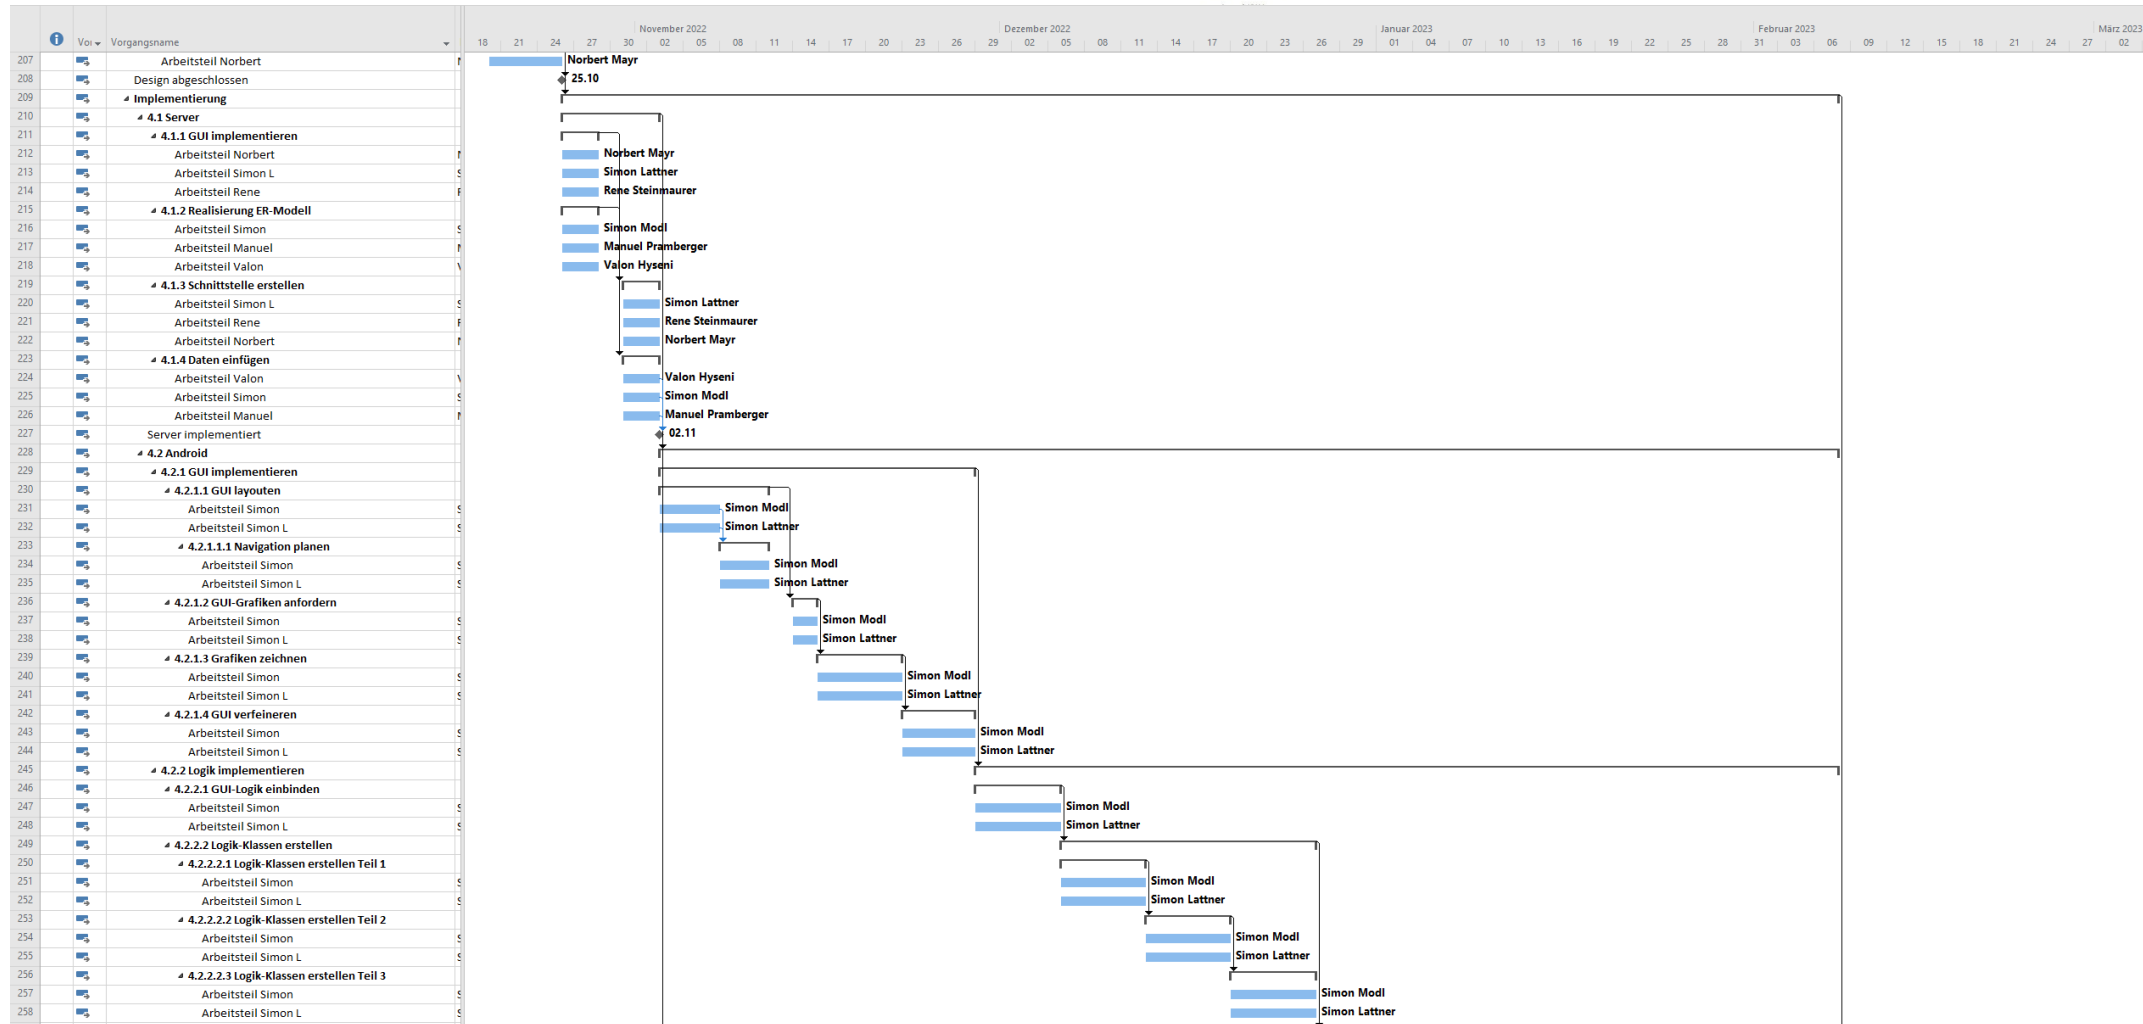 November 2022 Dezember 2022 Januar 2023 Februar 2023 März 2023
Vor Vorgangsname 18 21 24 27 30 02 05 08 11 14 17 20 23 26 29 02 05 08 11 14 17 20 23 26 29 01 04 07 10 13 16 19 22 25 28 31 03 06 09 12 15 18 21 24 27 02
207 Arbeitsteil Norbert Norbert Mayr
208 Design abgeschlossen 25.10
209 Implementierung
210 4.1 Server
211 4.1.1 GUI implementieren
212 Arbeitsteil Norbert Norbert Mayr
213 Arbeitsteil Simon L Simon Lattner
214 Arbeitsteil Rene Rene Steinmaurer
215 4.1.2 Realisierung ER-Modell
216 Arbeitsteil Simon Simon Modl
217 Arbeitsteil Manuel Manuel Pramberger
218 Arbeitsteil Valon Valon Hyseni
219 4.1.3 Schnittstelle erstellen
220 Arbeitsteil Simon L Simon Lattner
221 Arbeitsteil Rene Rene Steinmaurer
222 Arbeitsteil Norbert Norbert Mayr
223 4.1.4 Daten einfügen
224 Arbeitsteil Valon Valon Hyseni
225 Arbeitsteil Simon Simon Modl
226 Arbeitsteil Manuel Manuel Pramberger
227 Server implementiert 02.11
228 4.2 Android
229 4.2.1 GUI implementieren
230 4.2.1.1 GUI layouten
231 Arbeitsteil Simon Simon Modl
232 Arbeitsteil Simon L Simon Lattner
233 4.2.1.1.1 Navigation planen
234 Arbeitsteil Simon Simon Modl
235 Arbeitsteil Simon L Simon Lattner
236 4.2.1.2 GUI-Grafiken anfordern
237 Arbeitsteil Simon Simon Modl
238 Arbeitsteil Simon L Simon Lattner
239 4.2.1.3 Grafiken zeichnen
240 Arbeitsteil Simon Simon Modl
241 Arbeitsteil Simon L Simon Lattner
242 4.2.1.4 GUI verfeineren
243 Arbeitsteil Simon Simon Modl
244 Arbeitsteil Simon L Simon Lattner
245 4.2.2 Logik implementieren
246 4.2.2.1 GUI-Logik einbinden
247 Arbeitsteil Simon Simon Modl
248 Arbeitsteil Simon L Simon Lattner
249 4.2.2.2 Logik-Klassen erstellen
250 4.2.2.2.1 Logik-Klassen erstellen Teil 1
251 Arbeitsteil Simon Simon Modl
252 Arbeitsteil Simon L Simon Lattner
253 4.2.2.2.2 Logik-Klassen erstellen Teil 2
254 Arbeitsteil Simon Simon Modl
255 Arbeitsteil Simon L Simon Lattner
256 4.2.2.2.3 Logik-Klassen erstellen Teil 3
257 Arbeitsteil Simon Simon Modl
258 Arbeitsteil Simon L Simon Lattner